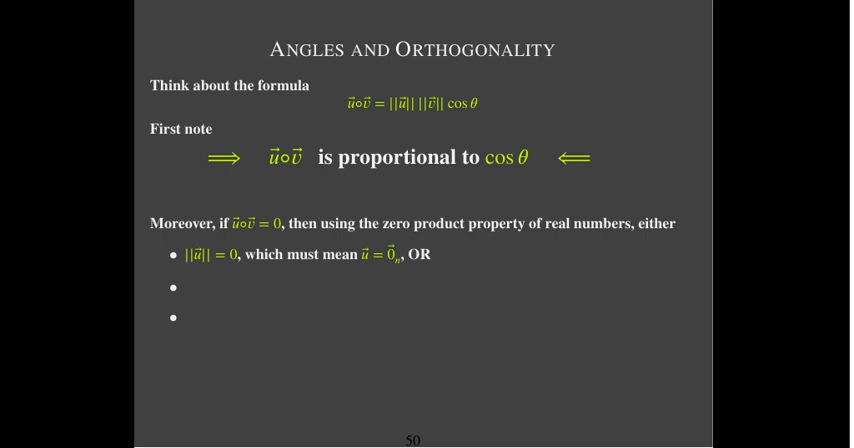 ANGLES AND ORTHOGONALITY
Think about the formula
u⃗∘v⃗ = ||u⃗|| ||v⃗|| cos θ
First note
⟹ u⃗∘v⃗ is proportional to cos θ ⟸
Moreover, if u⃗∘v⃗ = 0, then using the zero product property of real numbers, either
• ||u⃗|| = 0, which must mean u⃗ = 0⃗ₙ, OR
•
•
50